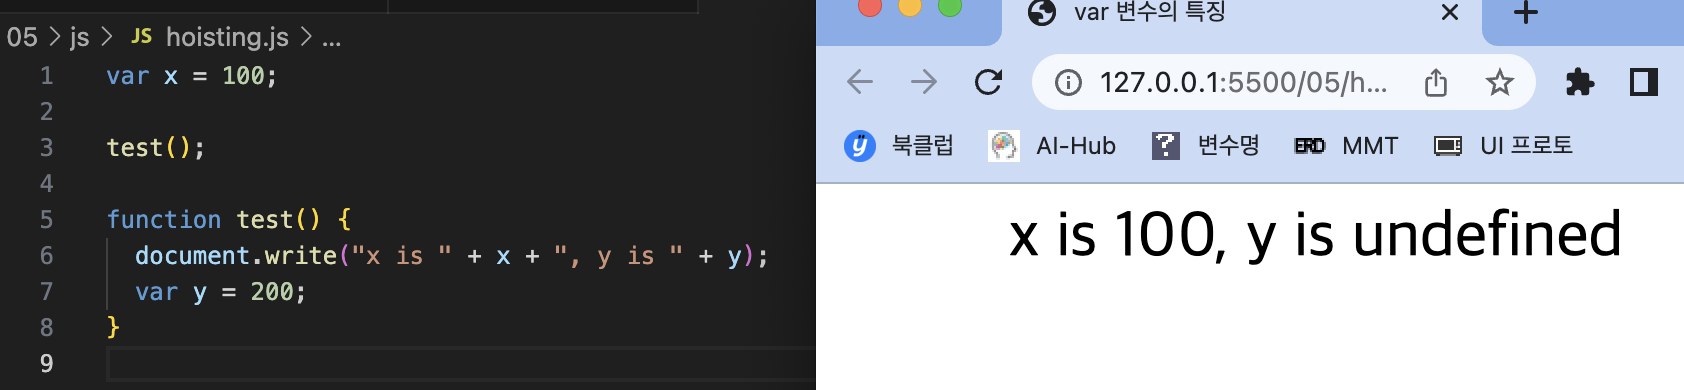 05 > js > JS hoisting.js > ...
1 var x = 100;
2
3 test();
4
5 function test() {
6 document.write("x is " + x + ", y is " + y);
7 var y = 200;
8 }
9
var 변수의 특징
127.0.0.1:5500/05/h...
ÿ 북클럽 AI-Hub ? 변수명 ERD MMT UI 프로토
x is 100, y is undefined